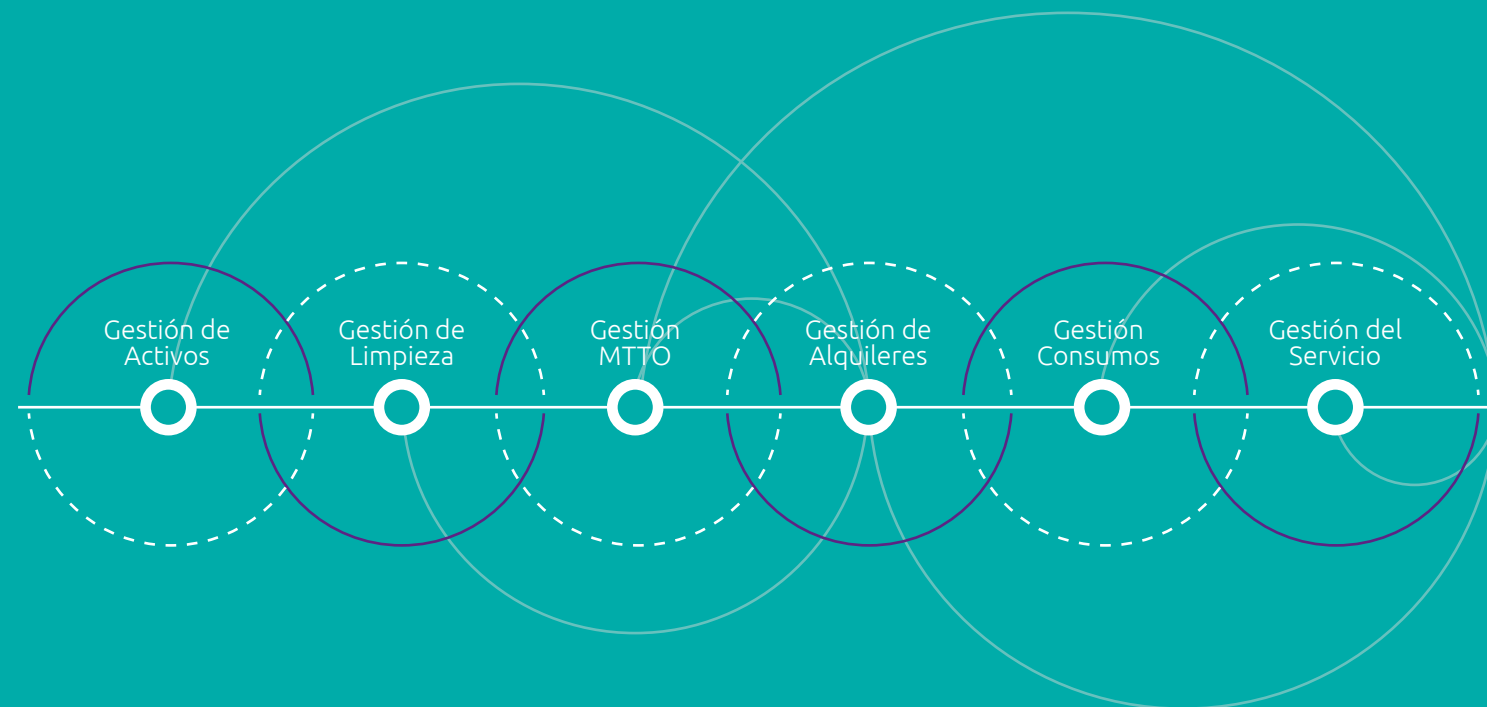 Gestión de
Activos
Gestión de
Limpieza
Gestión
MTTO
Gestión de
Alquileres
Gestión
Consumos
Gestión del
Servicio